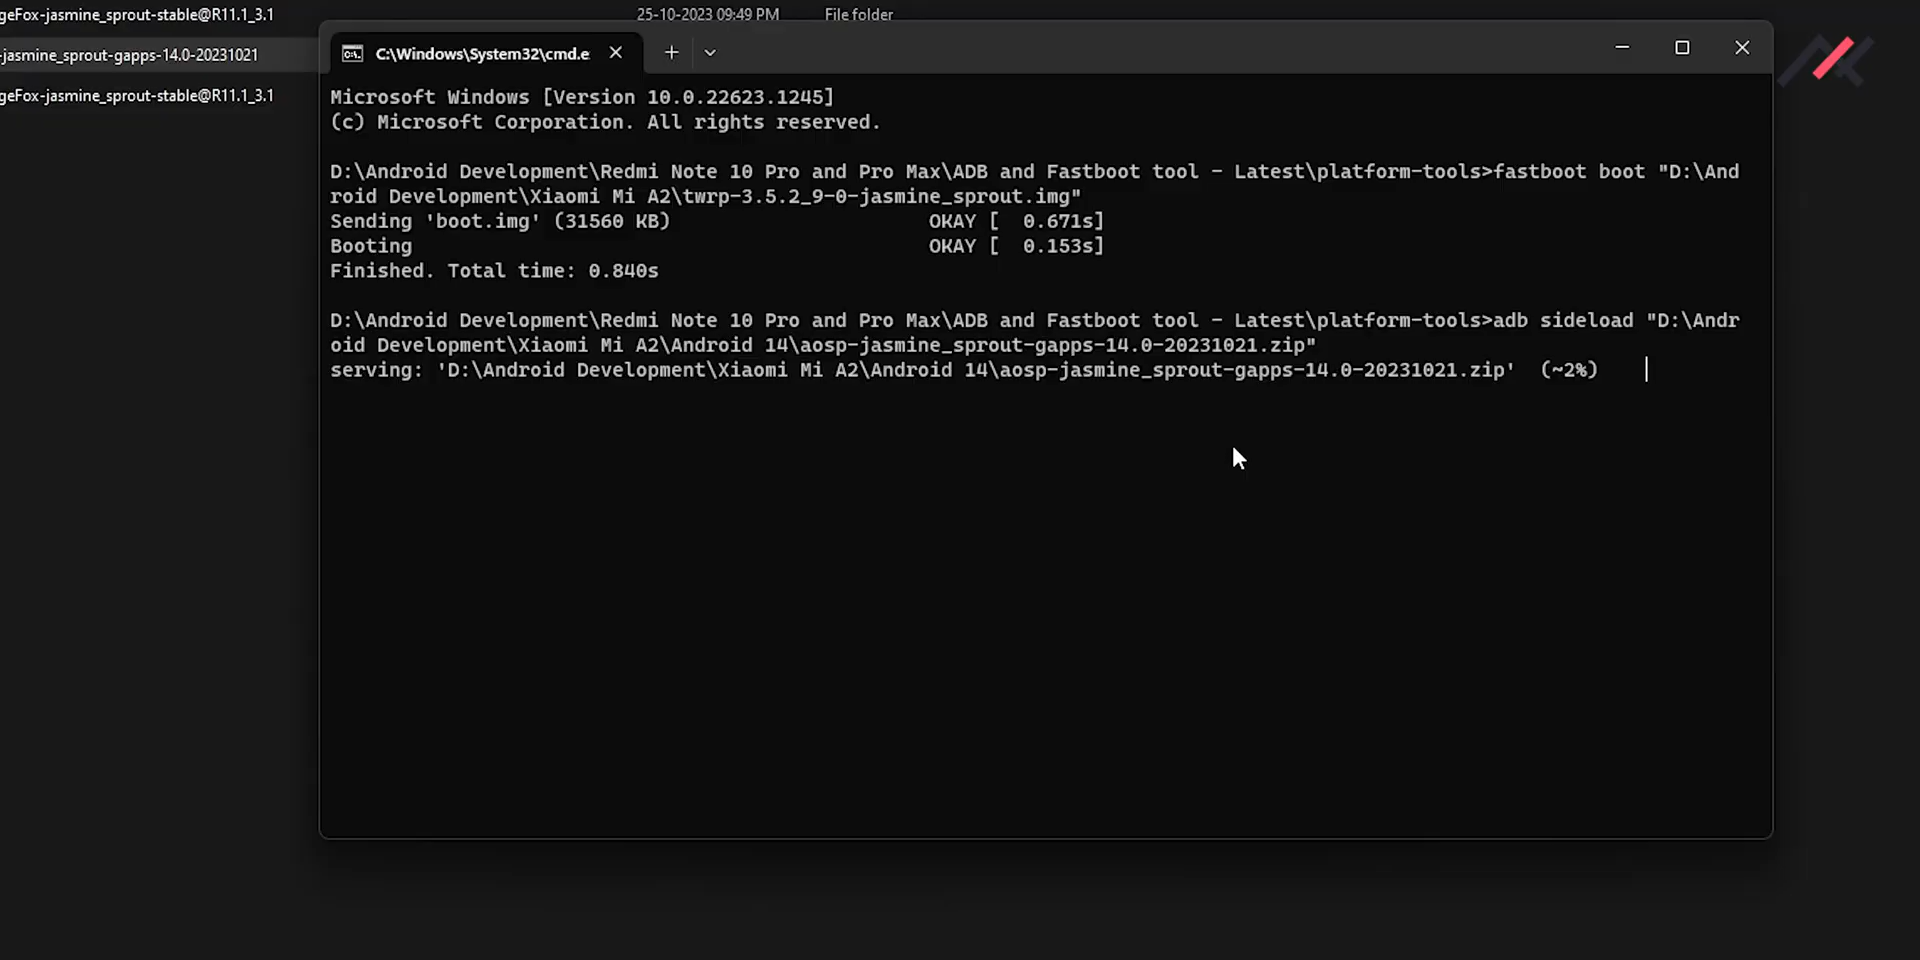 geFox-jasmine_sprout-stable@R11.1_3.1 25-10-2023 09:49 PM File folder
-jasmine_sprout-gapps-14.0-20231021
geFox-jasmine_sprout-stable@R11.1_3.1
C:\Windows\System32\cmd.e
Microsoft Windows [Version 10.0.22623.1245]
(c) Microsoft Corporation. All rights reserved.
D:\Android Development\Redmi Note 10 Pro and Pro Max\ADB and Fastboot tool - Latest\platform-tools>fastboot boot "D:\And
roid Development\Xiaomi Mi A2\twrp-3.5.2_9-0-jasmine_sprout.img"
Sending 'boot.img' (31560 KB) OKAY [ 0.671s]
Booting OKAY [ 0.153s]
Finished. Total time: 0.840s
D:\Android Development\Redmi Note 10 Pro and Pro Max\ADB and Fastboot tool - Latest\platform-tools>adb sideload "D:\Andr
oid Development\Xiaomi Mi A2\Android 14\aosp-jasmine_sprout-gapps-14.0-20231021.zip"
serving: 'D:\Android Development\Xiaomi Mi A2\Android 14\aosp-jasmine_sprout-gapps-14.0-20231021.zip' (~2%)